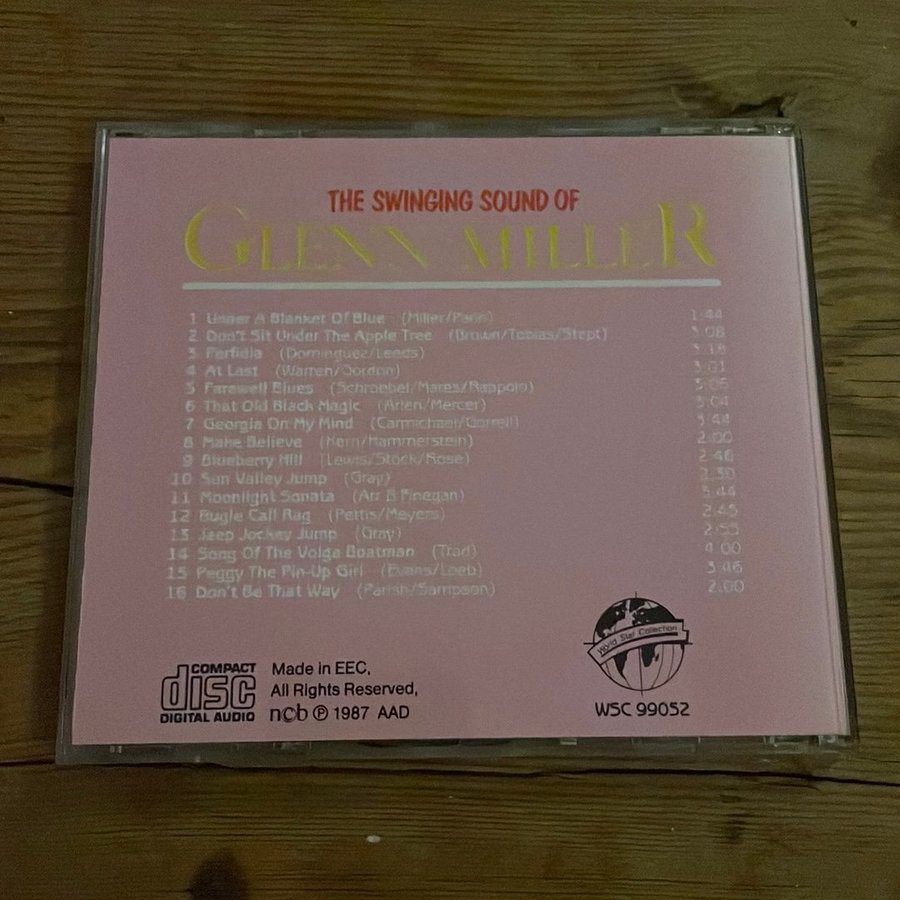 THE SWINGING SOUND OF
GLENN MILLER
1 Under A Blanket Of Blue (Miller/Paris) 1:44
2 Don't Sit Under The Apple Tree (Brown/Tobias/Stept) 3:08
3 Perfidia (Dominguez/Leeds) 3:18
4 At Last (Warren/Gordon) 3:01
5 Farewell Blues (Schroebel/Mares/Rappolo) 3:06
6 That Old Black Magic (Arlen/Mercer) 3:04
7 Georgia On My Mind (Carmichael/Gorrell) 3:44
8 Make Believe (Kern/Hammerstein) 2:00
9 Blueberry Hill (Lewis/Stock/Rose) 2:46
10 Sun Valley Jump (Gray)
11 Moonlight Sonata (Arr B Finegan) 3:44
12 Bugle Call Rag (Pettis/Meyers) 2:45
13 Jeep Jockey Jump (Gray) 2:55
14 Song Of The Volga Boatman (Trad) 4:00
15 Peggy The Pin-Up Girl (Evans/Loeb) 3:46
16 Don't Be That Way (Parish/Sampson) 2:00
World Star Collection
COMPACT
disc
DIGITAL AUDIO
Made in EEC,
All Rights Reserved,
ncb ℗ 1987 AAD
WSC 99052